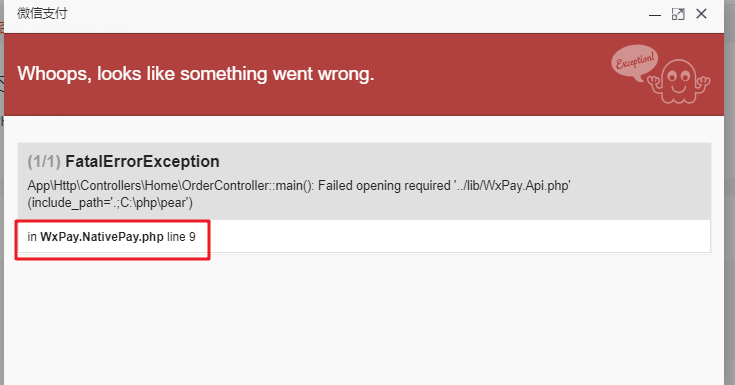 微信支付
Whoops, looks like something went wrong.
Exception!
(1/1) FatalErrorException
App\Http\Controllers\Home\OrderController::main(): Failed opening required '../lib/WxPay.Api.php'
(include_path='.;C:\php\pear')
in WxPay.NativePay.php line 9